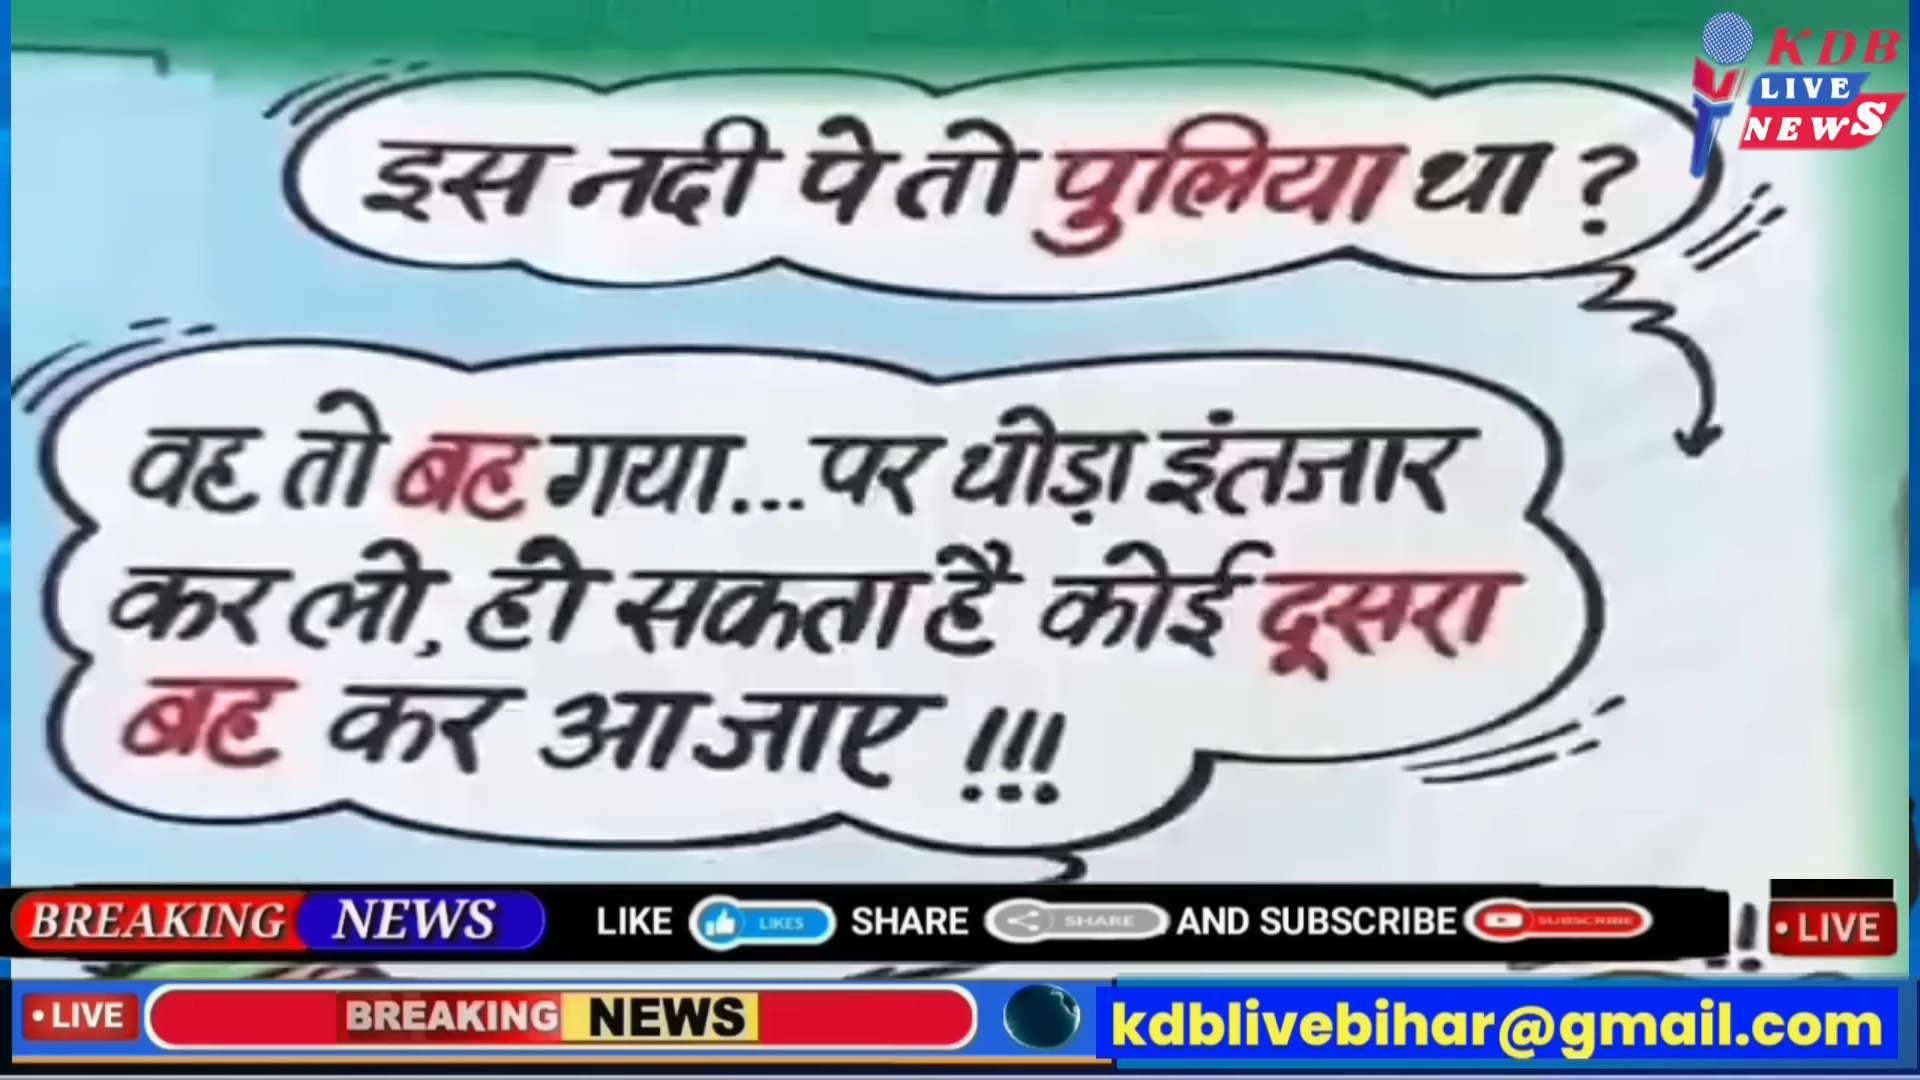 KDB
LIVE
NEWS
इस नदी पे तो पुलिया था ?
वह तो बह गया...पर थोड़ा इंतजार
कर लो, हो सकता है कोई दूसरा
बह कर आ जाए !!!
BREAKING NEWS LIKE LIKES SHARE SHARE AND SUBSCRIBE SUBSCRIBE • LIVE
• LIVE BREAKING NEWS kdblivebihar@gmail.com